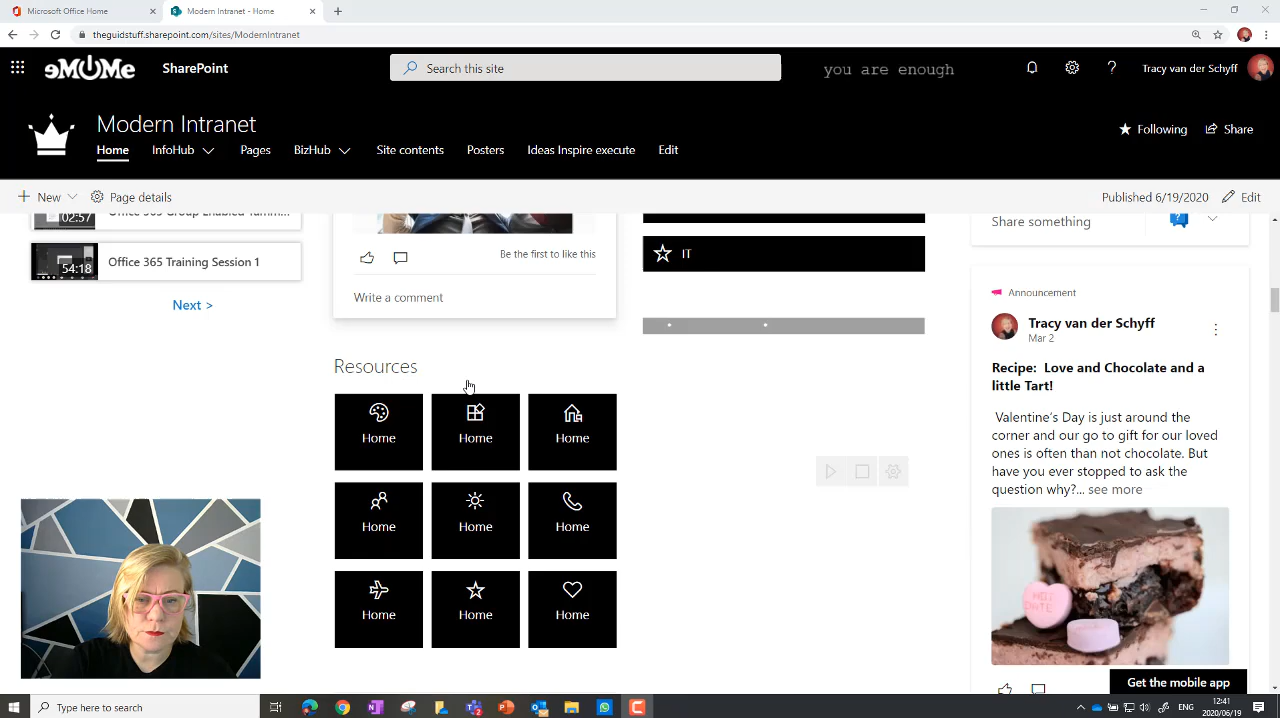 Microsoft Office Home
Modern Intranet - Home
theguidstuff.sharepoint.com/sites/ModernIntranet
eMOMe
SharePoint
Search this site
you are enough
Tracy van der Schyff
Modern Intranet
Following
Share
Home
InfoHub
Pages
BizHub
Site contents
Posters
Ideas Inspire execute
Edit
New
Page details
Published 6/19/2020
Edit
02:57
54:18
Office 365 Training Session 1
Next >
Be the first to like this
Write a comment
IT
Share something
Announcement
Tracy van der Schyff
Mar 2
Recipe: Love and Chocolate and a
little Tart!
Valentine's Day is just around the
corner and our go to gift for our loved
ones is often than not chocolate. But
have you ever stopped to ask the
question why?... see more
Resources
Home
Home
Home
Home
Home
Home
Home
Home
Home
Get the mobile app
Type here to search
ENG
12:41
2020/06/19